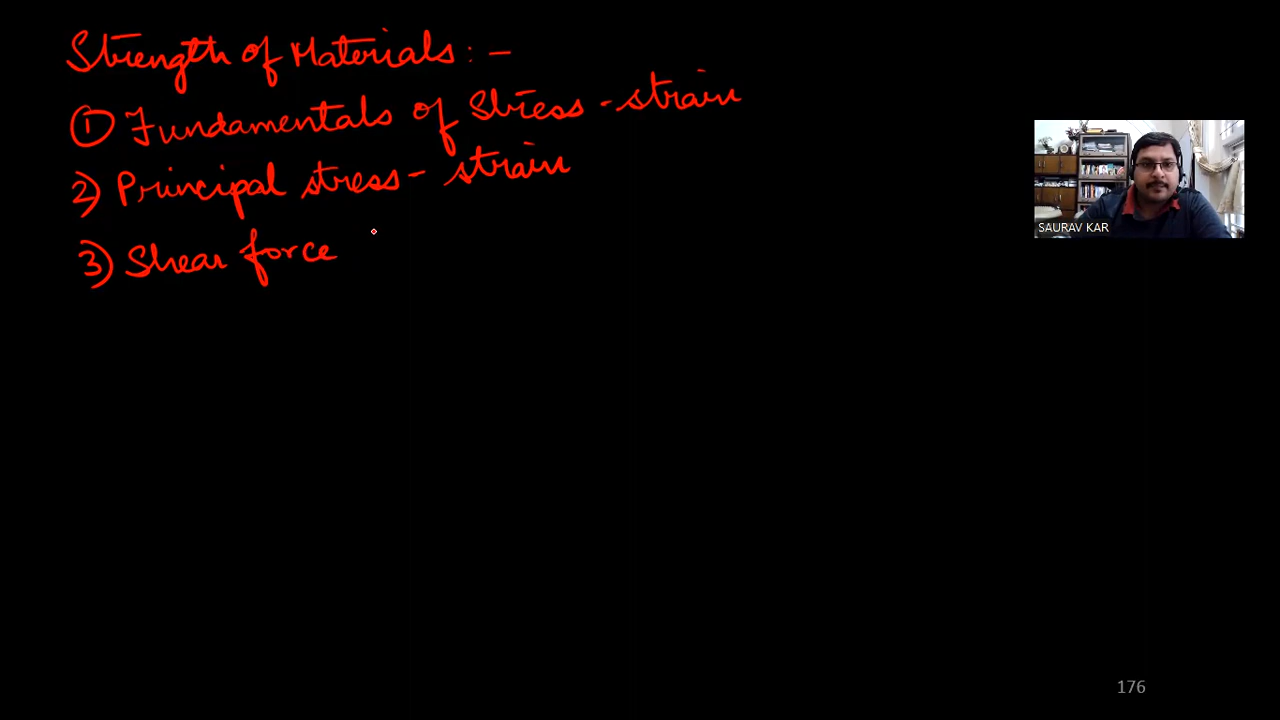 Strength of Materials : -
① Fundamentals of Stress - strain
2) Principal stress - strain
3) Shear force
SAURAV KAR
176